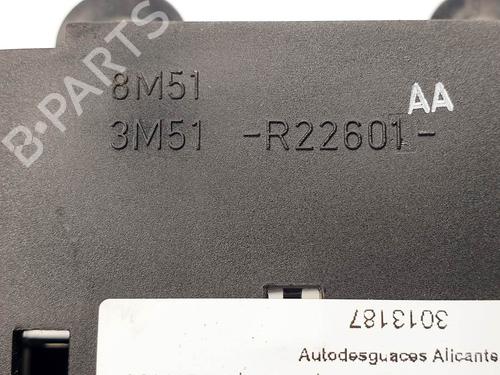 B-PARTS
8M51
AA
3M51 -R22601-
3013187
Autodesguaces Alicante